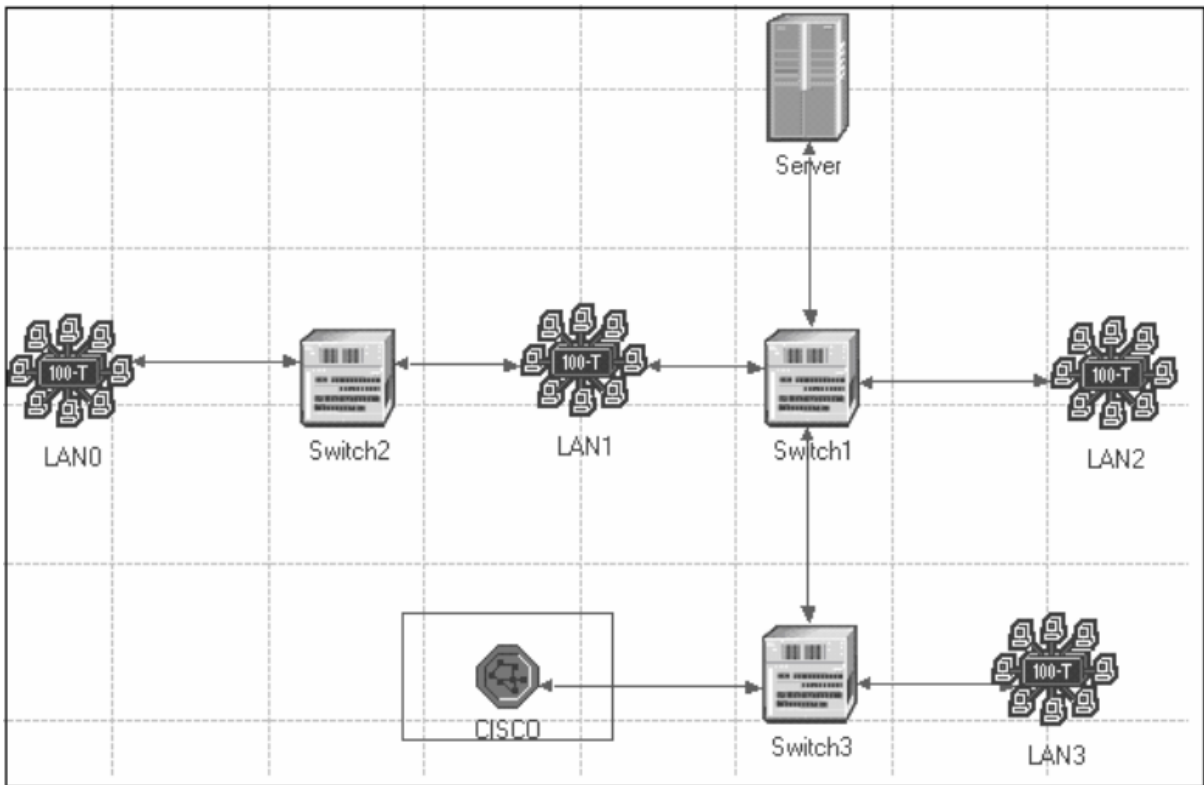 Server
100-T
100-T
100-T
LAN0
Switch2
LAN1
Switch1
LAN2
100-T
CISCO
Switch3
LAN3